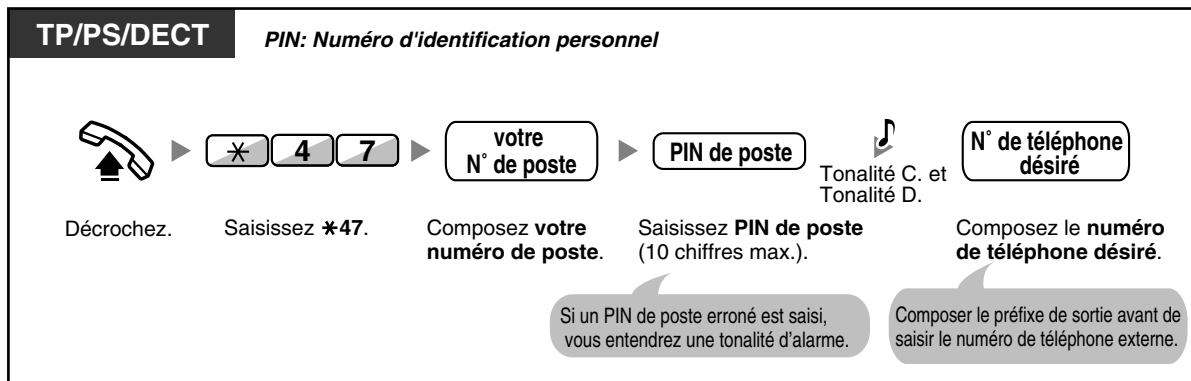 TP/PS/DECT
PIN: Numéro d'identification personnel
* 4 7
votre
N° de poste
PIN de poste
Tonalité C. et
Tonalité D.
N° de téléphone
désiré
Décrochez.
Saisissez *47.
Composez votre
numéro de poste.
Saisissez PIN de poste
(10 chiffres max.).
Composez le numéro
de téléphone désiré.
Si un PIN de poste erroné est saisi,
vous entendrez une tonalité d'alarme.
Composer le préfixe de sortie avant de
saisir le numéro de téléphone externe.